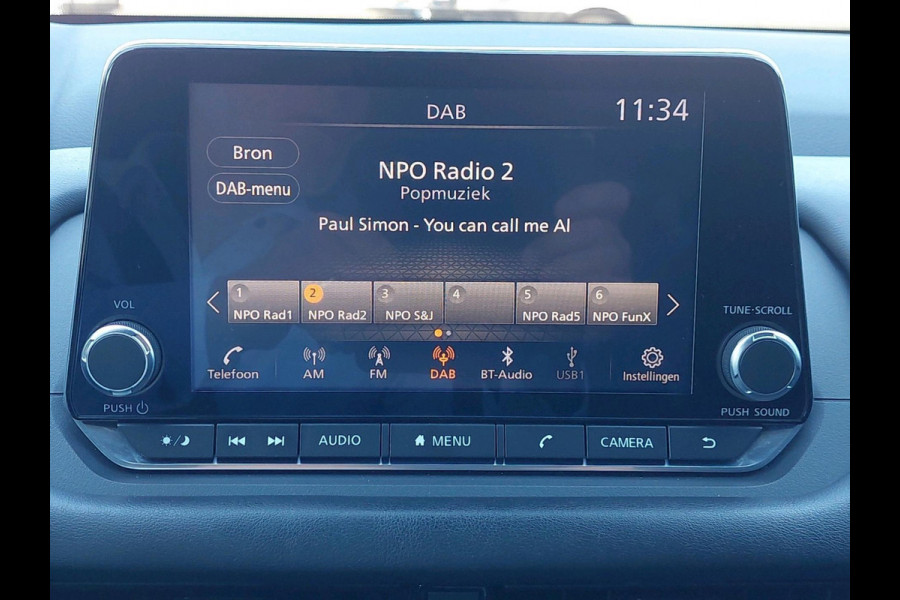 DAB
11:34
Bron
DAB-menu
NPO Radio 2
Popmuziek
Paul Simon - You can call me Al
1 2 3 4 5 6
NPO Rad1 NPO Rad2 NPO S&J NPO Rad5 NPO FunX
Telefoon AM FM DAB BT-Audio USB1 Instellingen
VOL
PUSH
TUNE·SCROLL
PUSH SOUND
AUDIO MENU CAMERA